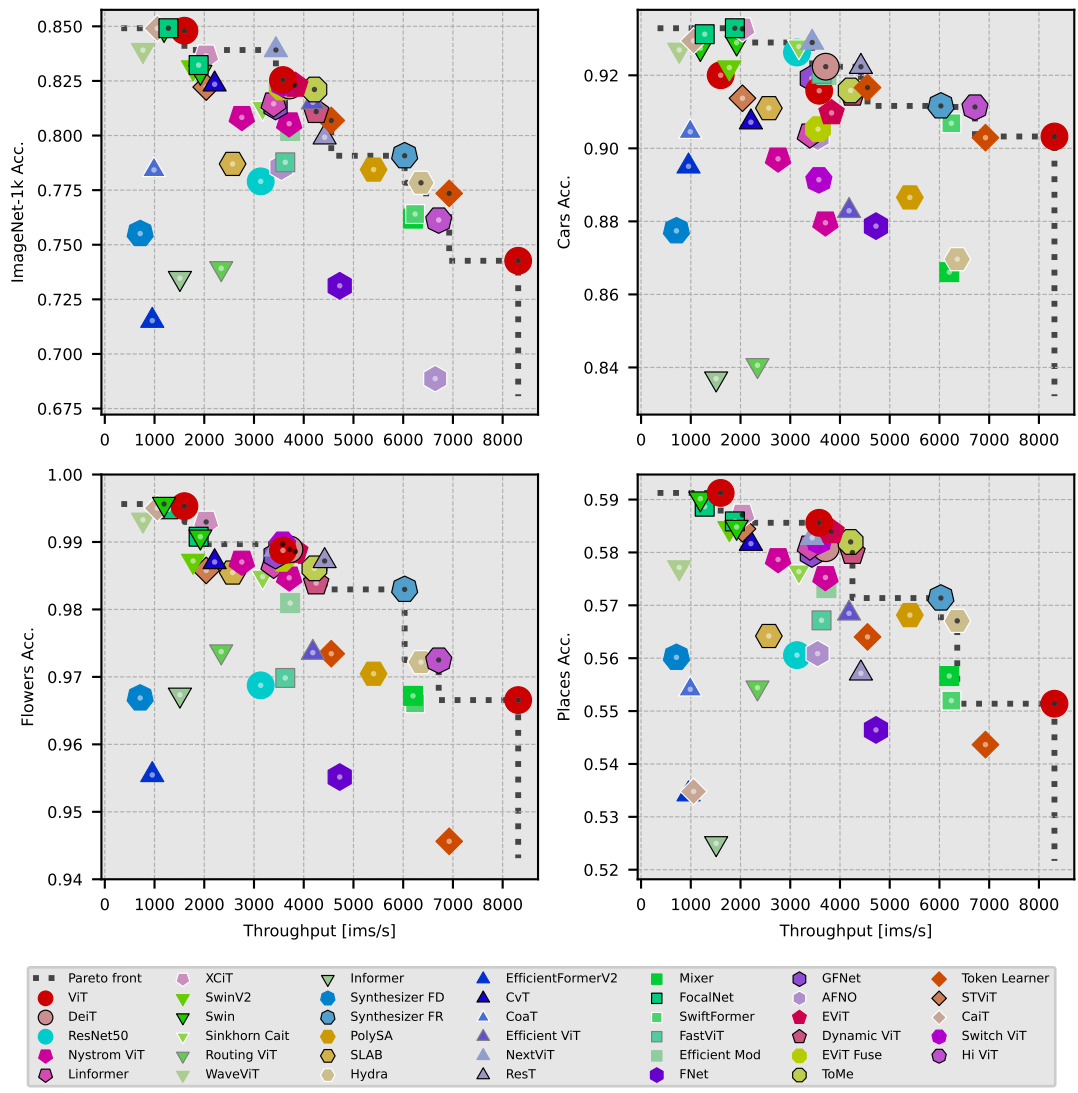 0.850
0.825
0.800
0.775
0.750
0.725
0.700
0.675
ImageNet-1k Acc.
0 1000 2000 3000 4000 5000 6000 7000 8000
0.92
0.90
0.88
0.86
0.84
Cars Acc.
0 1000 2000 3000 4000 5000 6000 7000 8000
1.00
0.99
0.98
0.97
0.96
0.95
0.94
Flowers Acc.
0 1000 2000 3000 4000 5000 6000 7000 8000
Throughput [ims/s]
0.59
0.58
0.57
0.56
0.55
0.54
0.53
0.52
Places Acc.
0 1000 2000 3000 4000 5000 6000 7000 8000
Throughput [ims/s]
Pareto front XCiT Informer EfficientFormerV2 Mixer GFNet Token Learner
ViT SwinV2 Synthesizer FD CvT FocalNet AFNO STViT
DeiT Swin Synthesizer FR CoaT SwiftFormer EViT CaiT
ResNet50 Sinkhorn Cait PolySA Efficient ViT FastViT Dynamic ViT Switch ViT
Nystrom ViT Routing ViT SLAB NextViT Efficient Mod EViT Fuse Hi ViT
Linformer WaveViT Hydra ResT FNet ToMe